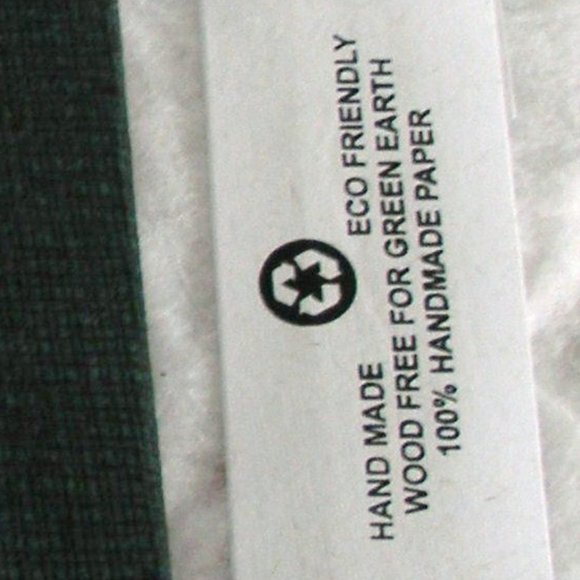 HAND MADE ECO FRIENDLY
WOOD FREE FOR GREEN EARTH
100% HANDMADE PAPER